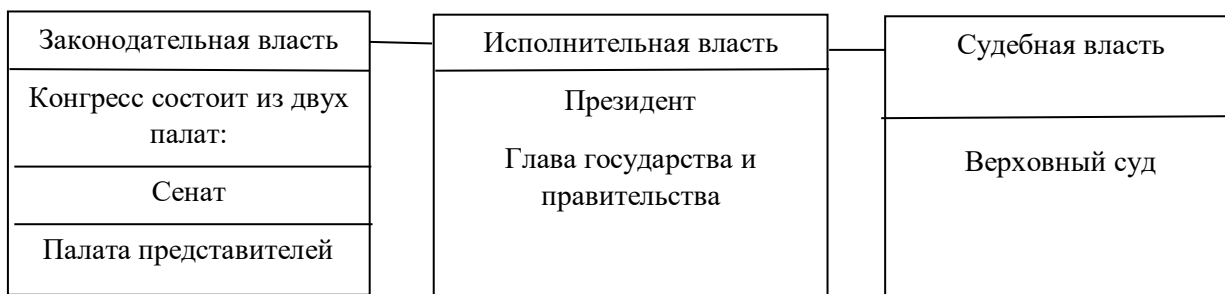 Законодательная власть
Конгресс состоит из двух
палат:
Сенат
Палата представителей
Исполнительная власть
Президент
Глава государства и
правительства
Судебная власть
Верховный суд